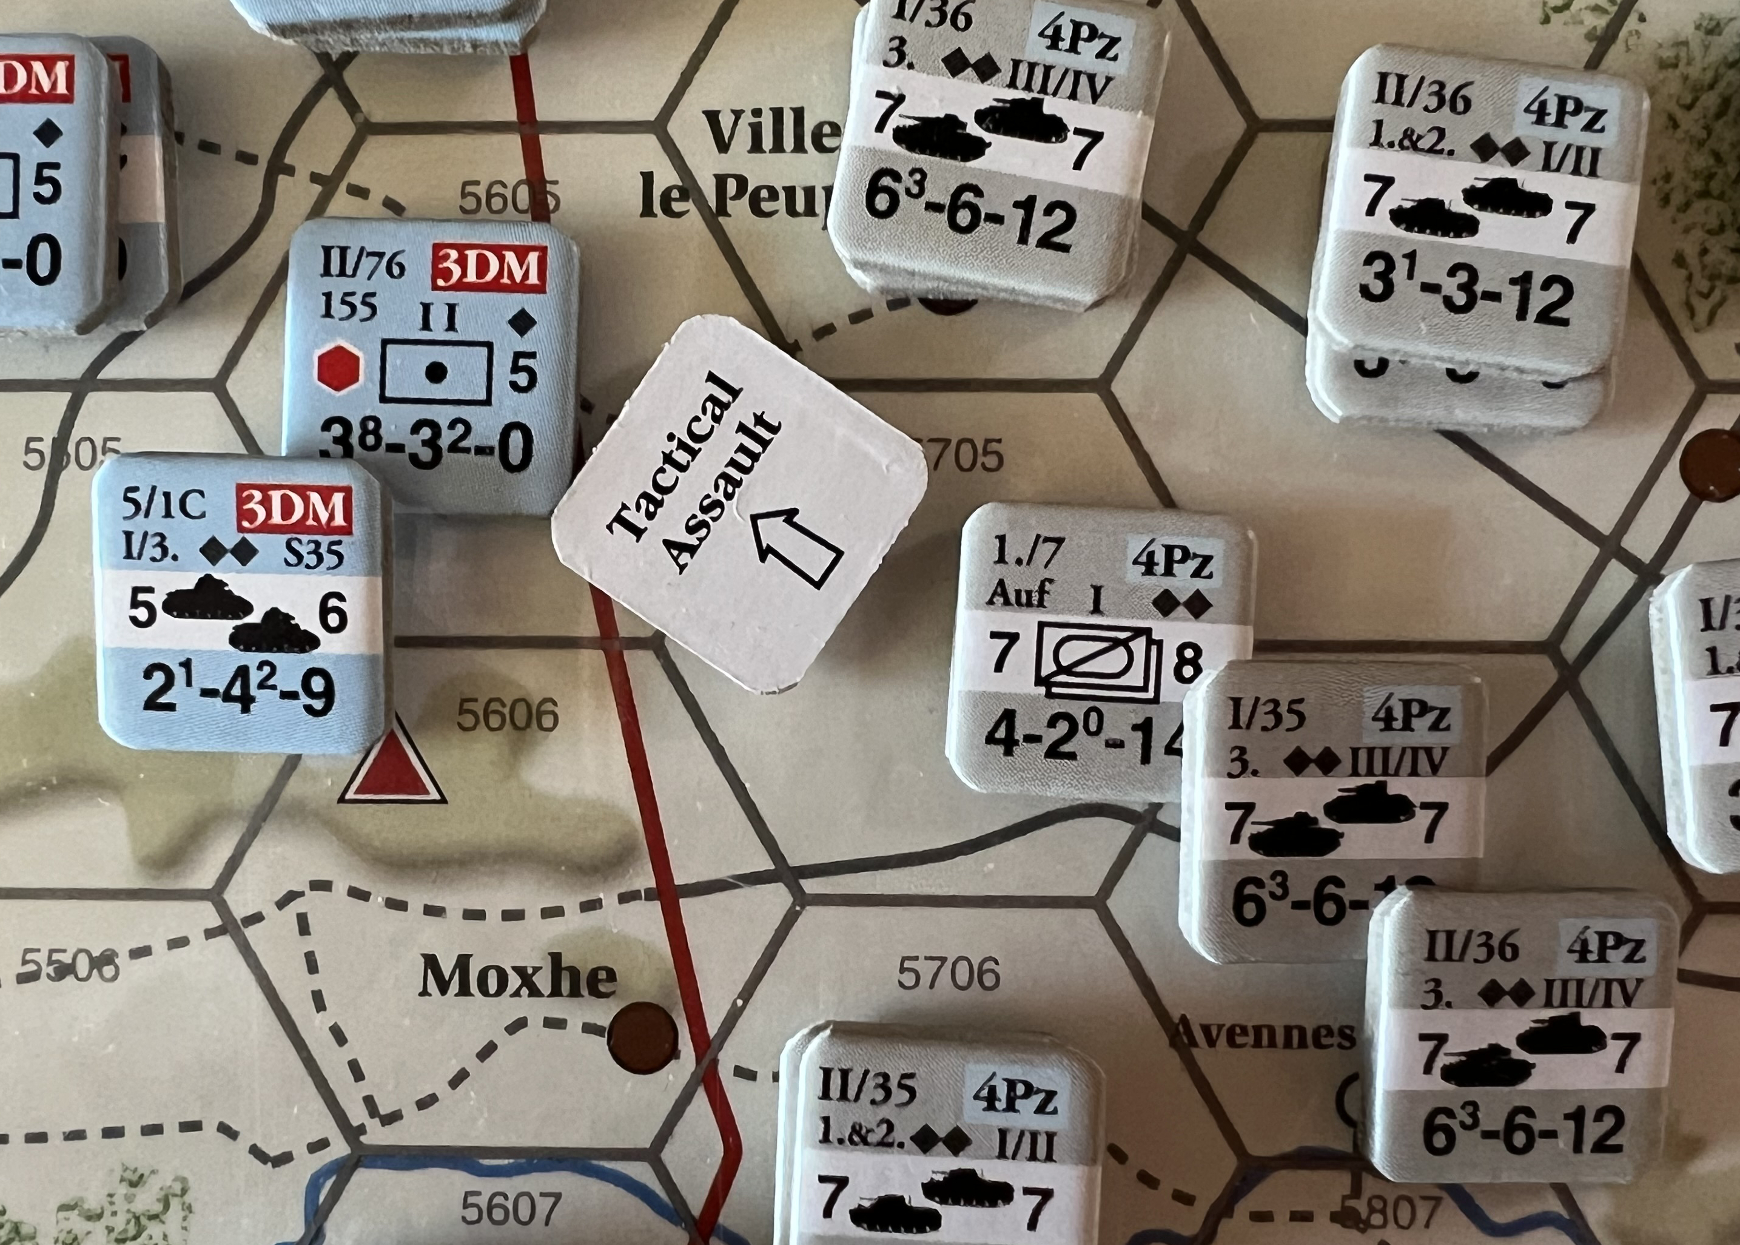 I/36 4Pz
3. III/IV
7 7
6³-6-12
II/36 4Pz
1.&2. I/II
7 7
3¹-3-12
DM
5
-0
Ville
5605
II/76 3DM
155 II
5
3⁸-3²-0
Tactical
Assault
5505
5/1C 3DM
I/3. S35
5 6
2¹-4²-9
1./7 4Pz
Auf I
7 8
4-2⁰-14
5606
I/35 4Pz
3. III/IV
7 7
6³-6-
5506
Moxhe
5706
Avennes
II/36 4Pz
3. III/IV
7 7
6³-6-12
II/35 4Pz
1.&2. I/II
7 7
5607
5807